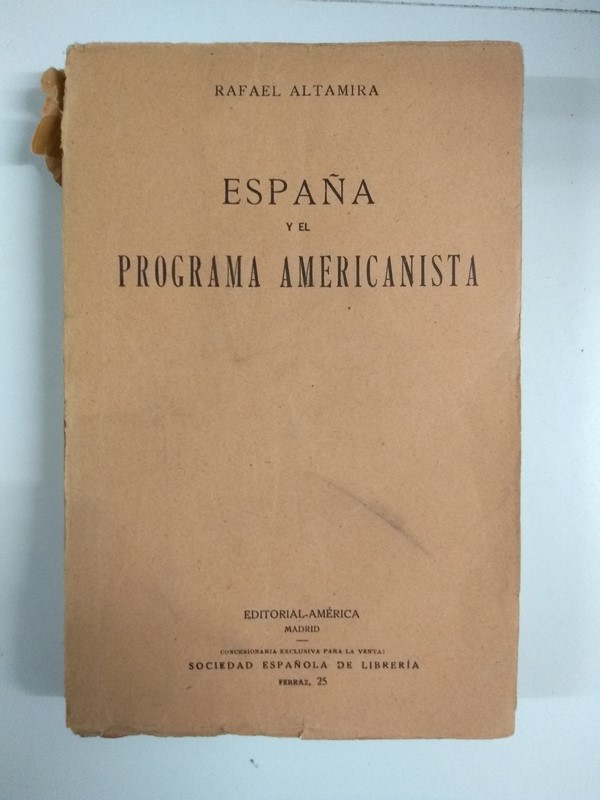 RAFAEL ALTAMIRA
ESPAÑA
Y EL
PROGRAMA AMERICANISTA
EDITORIAL-AMÉRICA
MADRID
CONCESIONARIA EXCLUSIVA PARA LA VENTA:
SOCIEDAD ESPAÑOLA DE LIBRERÍA
FERRAZ, 25